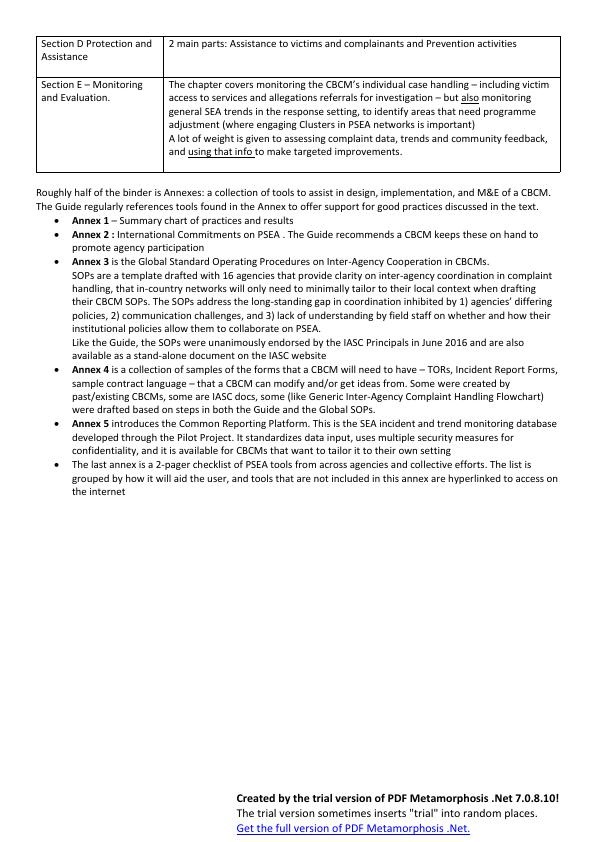 Section D Protection and
Assistance
2 main parts: Assistance to victims and complainants and Prevention activities
Section E – Monitoring
and Evaluation.
The chapter covers monitoring the CBCM's individual case handling – including victim
access to services and allegations referrals for investigation – but also monitoring
general SEA trends in the response setting, to identify areas that need programme
adjustment (where engaging Clusters in PSEA networks is important)
A lot of weight is given to assessing complaint data, trends and community feedback,
and using that info to make targeted improvements.
Roughly half of the binder is Annexes: a collection of tools to assist in design, implementation, and M&E of a CBCM.
The Guide regularly references tools found in the Annex to offer support for good practices discussed in the text.
• Annex 1 – Summary chart of practices and results
• Annex 2 : International Commitments on PSEA . The Guide recommends a CBCM keeps these on hand to
promote agency participation
• Annex 3 is the Global Standard Operating Procedures on Inter-Agency Cooperation in CBCMs.
SOPs are a template drafted with 16 agencies that provide clarity on inter-agency coordination in complaint
handling, that in-country networks will only need to minimally tailor to their local context when drafting
their CBCM SOPs. The SOPs address the long-standing gap in coordination inhibited by 1) agencies' differing
policies, 2) communication challenges, and 3) lack of understanding by field staff on whether and how their
institutional policies allow them to collaborate on PSEA.
Like the Guide, the SOPs were unanimously endorsed by the IASC Principals in June 2016 and are also
available as a stand-alone document on the IASC website
• Annex 4 is a collection of samples of the forms that a CBCM will need to have – TORs, Incident Report Forms,
sample contract language – that a CBCM can modify and/or get ideas from. Some were created by
past/existing CBCMs, some are IASC docs, some (like Generic Inter-Agency Complaint Handling Flowchart)
were drafted based on steps in both the Guide and the Global SOPs.
• Annex 5 introduces the Common Reporting Platform. This is the SEA incident and trend monitoring database
developed through the Pilot Project. It standardizes data input, uses multiple security measures for
confidentiality, and it is available for CBCMs that want to tailor it to their own setting
• The last annex is a 2-pager checklist of PSEA tools from across agencies and collective efforts. The list is
grouped by how it will aid the user, and tools that are not included in this annex are hyperlinked to access on
the internet
Created by the trial version of PDF Metamorphosis .Net 7.0.8.10!
The trial version sometimes inserts "trial" into random places.
Get the full version of PDF Metamorphosis .Net.